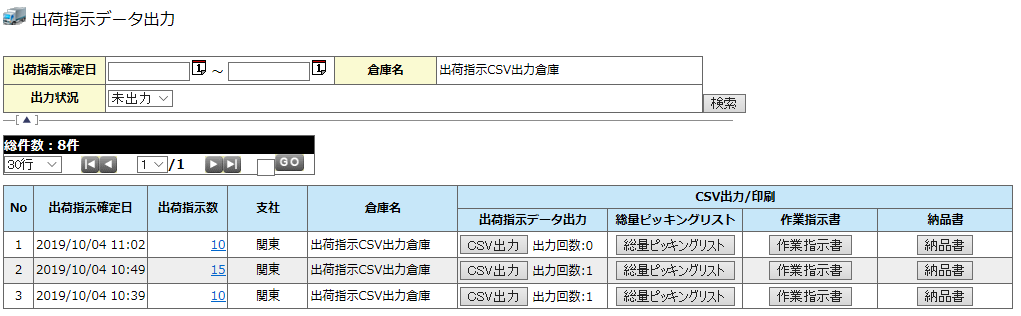 出荷指示データ出力
出荷指示確定日 1 ～ 1 倉庫名 出荷指示CSV出力倉庫
出力状況 未出力 検索
[▲]
総件数：8件
30行 1 /1 GO
No 出荷指示確定日 出荷指示数 支社 倉庫名 CSV出力/印刷
出荷指示データ出力 総量ピッキングリスト 作業指示書 納品書
1 2019/10/04 11:02 10 関東 出荷指示CSV出力倉庫 CSV出力 出力回数:0 総量ピッキングリスト 作業指示書 納品書
2 2019/10/04 10:49 15 関東 出荷指示CSV出力倉庫 CSV出力 出力回数:1 総量ピッキングリスト 作業指示書 納品書
3 2019/10/04 10:39 10 関東 出荷指示CSV出力倉庫 CSV出力 出力回数:1 総量ピッキングリスト 作業指示書 納品書